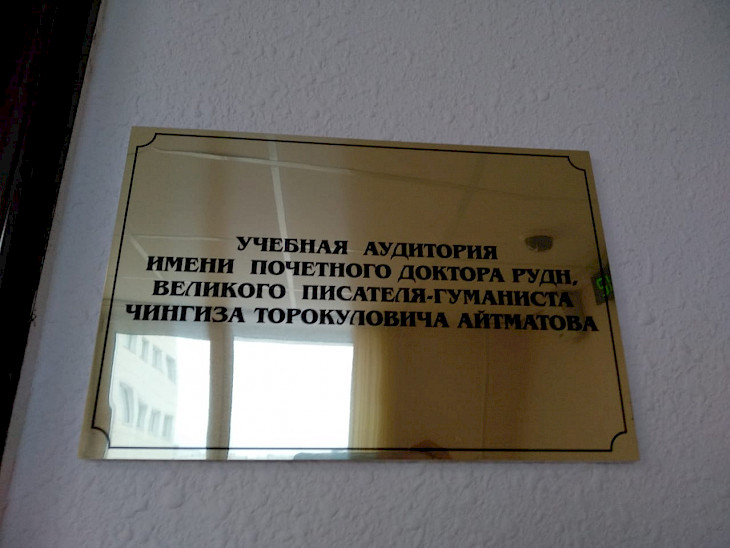 УЧЕБНАЯ АУДИТОРИЯ
ИМЕНИ ПОЧЕТНОГО ДОКТОРА РУДН,
ВЕЛИКОГО ПИСАТЕЛЯ-ГУМАНИСТА
ЧИНГИЗА ТОРОКУЛОВИЧА АЙТМАТОВА